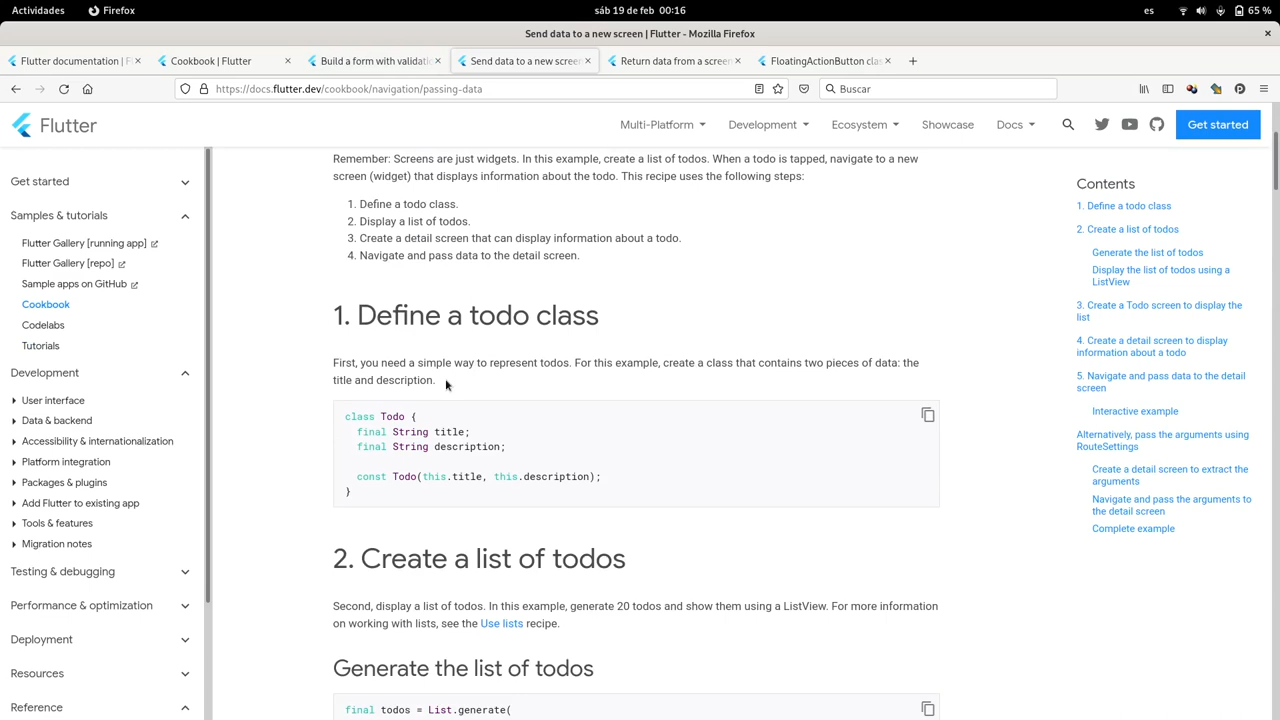 Actividades
Firefox
sáb 19 de feb 00:16
es
65 %
Send data to a new screen | Flutter - Mozilla Firefox
Flutter documentation | F
Cookbook | Flutter
Build a form with validati
Send data to a new screen
Return data from a screen
FloatingActionButton clas
https://docs.flutter.dev/cookbook/navigation/passing-data
Buscar
Flutter
Multi-Platform
Development
Ecosystem
Showcase
Docs
Get started
Get started
Samples & tutorials
Flutter Gallery [running app]
Flutter Gallery [repo]
Sample apps on GitHub
Cookbook
Codelabs
Tutorials
Development
User interface
Data & backend
Accessibility & internationalization
Platform integration
Packages & plugins
Add Flutter to existing app
Tools & features
Migration notes
Testing & debugging
Performance & optimization
Deployment
Resources
Reference
Remember: Screens are just widgets. In this example, create a list of todos. When a todo is tapped, navigate to a new
screen (widget) that displays information about the todo. This recipe uses the following steps:
1. Define a todo class.
2. Display a list of todos.
3. Create a detail screen that can display information about a todo.
4. Navigate and pass data to the detail screen.
1. Define a todo class
First, you need a simple way to represent todos. For this example, create a class that contains two pieces of data: the
title and description.
class Todo {
  final String title;
  final String description;
  const Todo(this.title, this.description);
}
2. Create a list of todos
Second, display a list of todos. In this example, generate 20 todos and show them using a ListView. For more information
on working with lists, see the Use lists recipe.
Generate the list of todos
final todos = List.generate(
Contents
1. Define a todo class
2. Create a list of todos
Generate the list of todos
Display the list of todos using a
ListView
3. Create a Todo screen to display the
list
4. Create a detail screen to display
information about a todo
5. Navigate and pass data to the detail
screen
Interactive example
Alternatively, pass the arguments using
RouteSettings
Create a detail screen to extract the
arguments
Navigate and pass the arguments to
the detail screen
Complete example